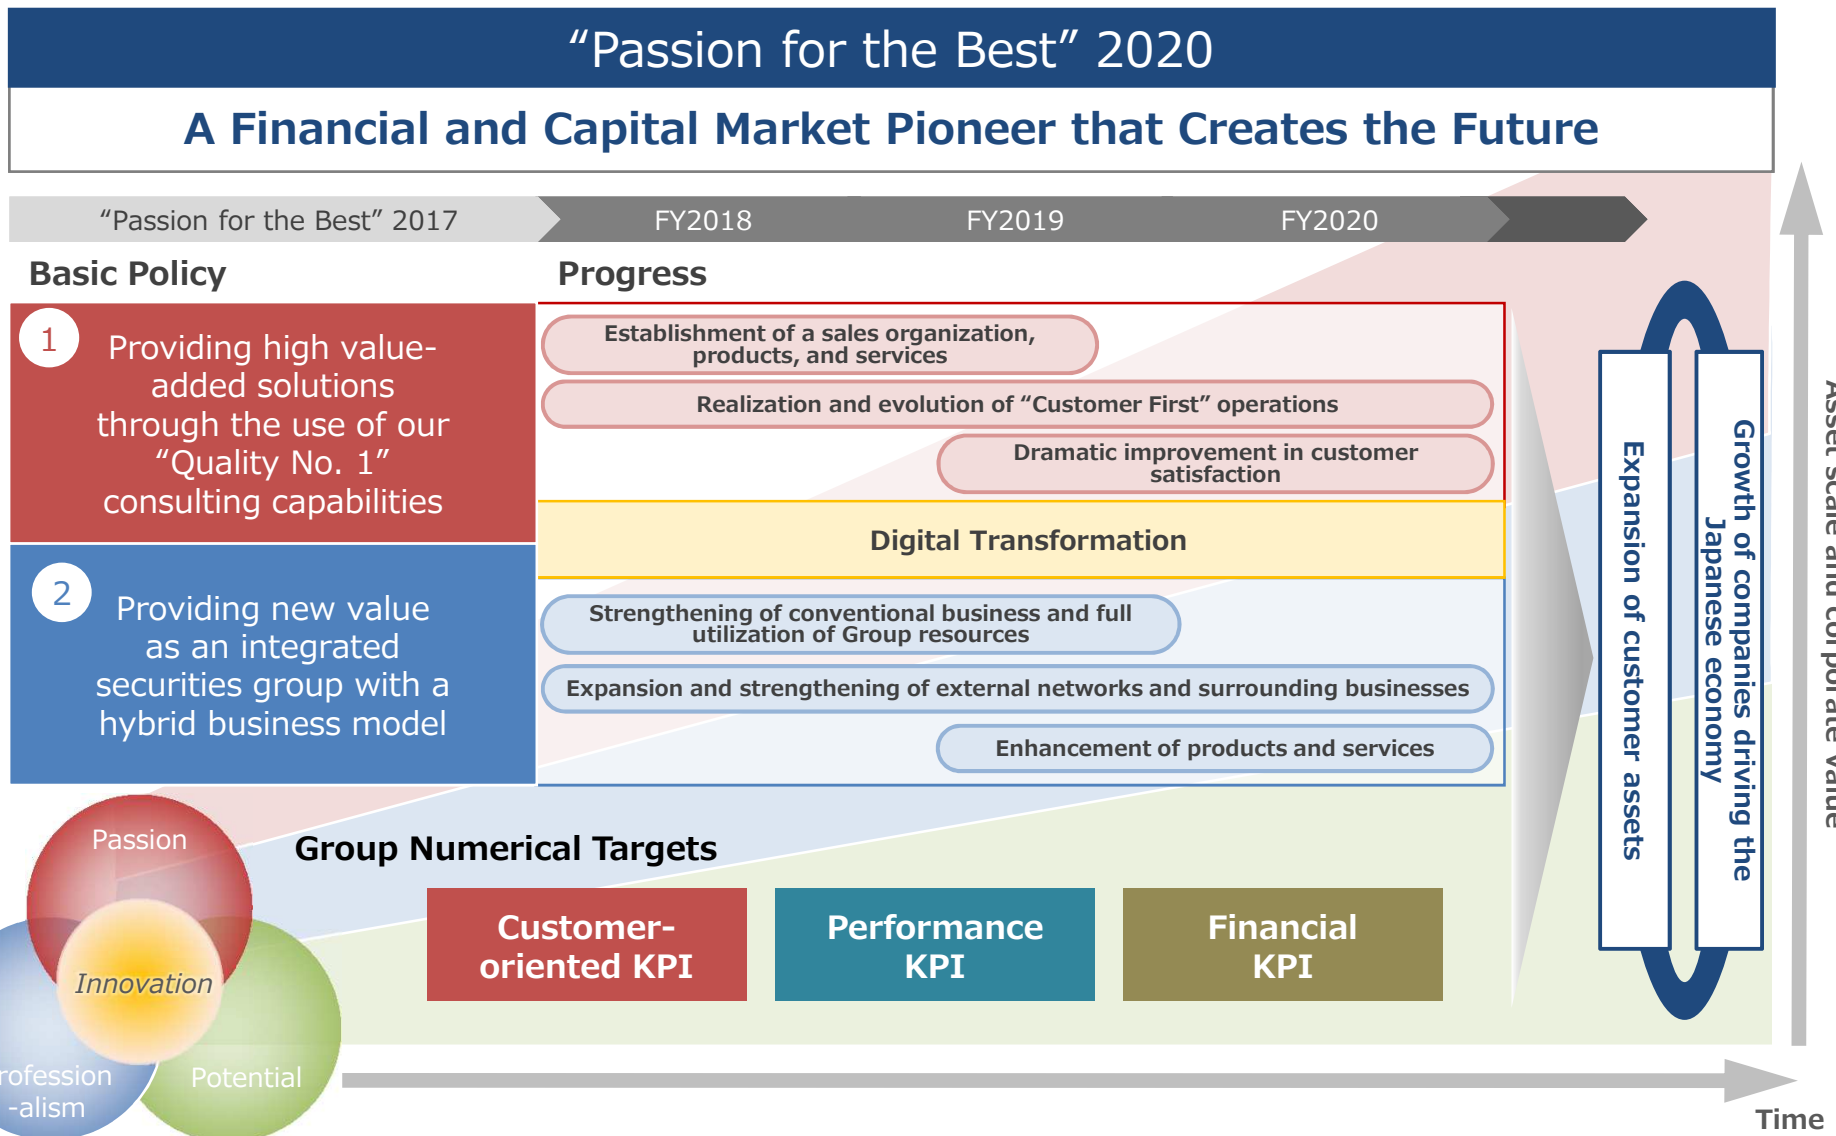 “Passion for the Best” 2020
A Financial and Capital Market Pioneer that Creates the Future
“Passion for the Best” 2017
FY2018
FY2019
FY2020
Basic Policy
Progress
1
Providing high value-
added solutions
through the use of our
“Quality No. 1”
consulting capabilities
Establishment of a sales organization,
products, and services
Realization and evolution of “Customer First” operations
Dramatic improvement in customer
satisfaction
Digital Transformation
2
Providing new value
as an integrated
securities group with a
hybrid business model
Strengthening of conventional business and full
utilization of Group resources
Expansion and strengthening of external networks and surrounding businesses
Enhancement of products and services
Expansion of customer assets
Growth of companies driving the
Japanese economy
Asset scale and corporate value
Group Numerical Targets
Customer-
oriented KPI
Performance
KPI
Financial
KPI
Passion
Innovation
rofession
-alism
Potential
Time